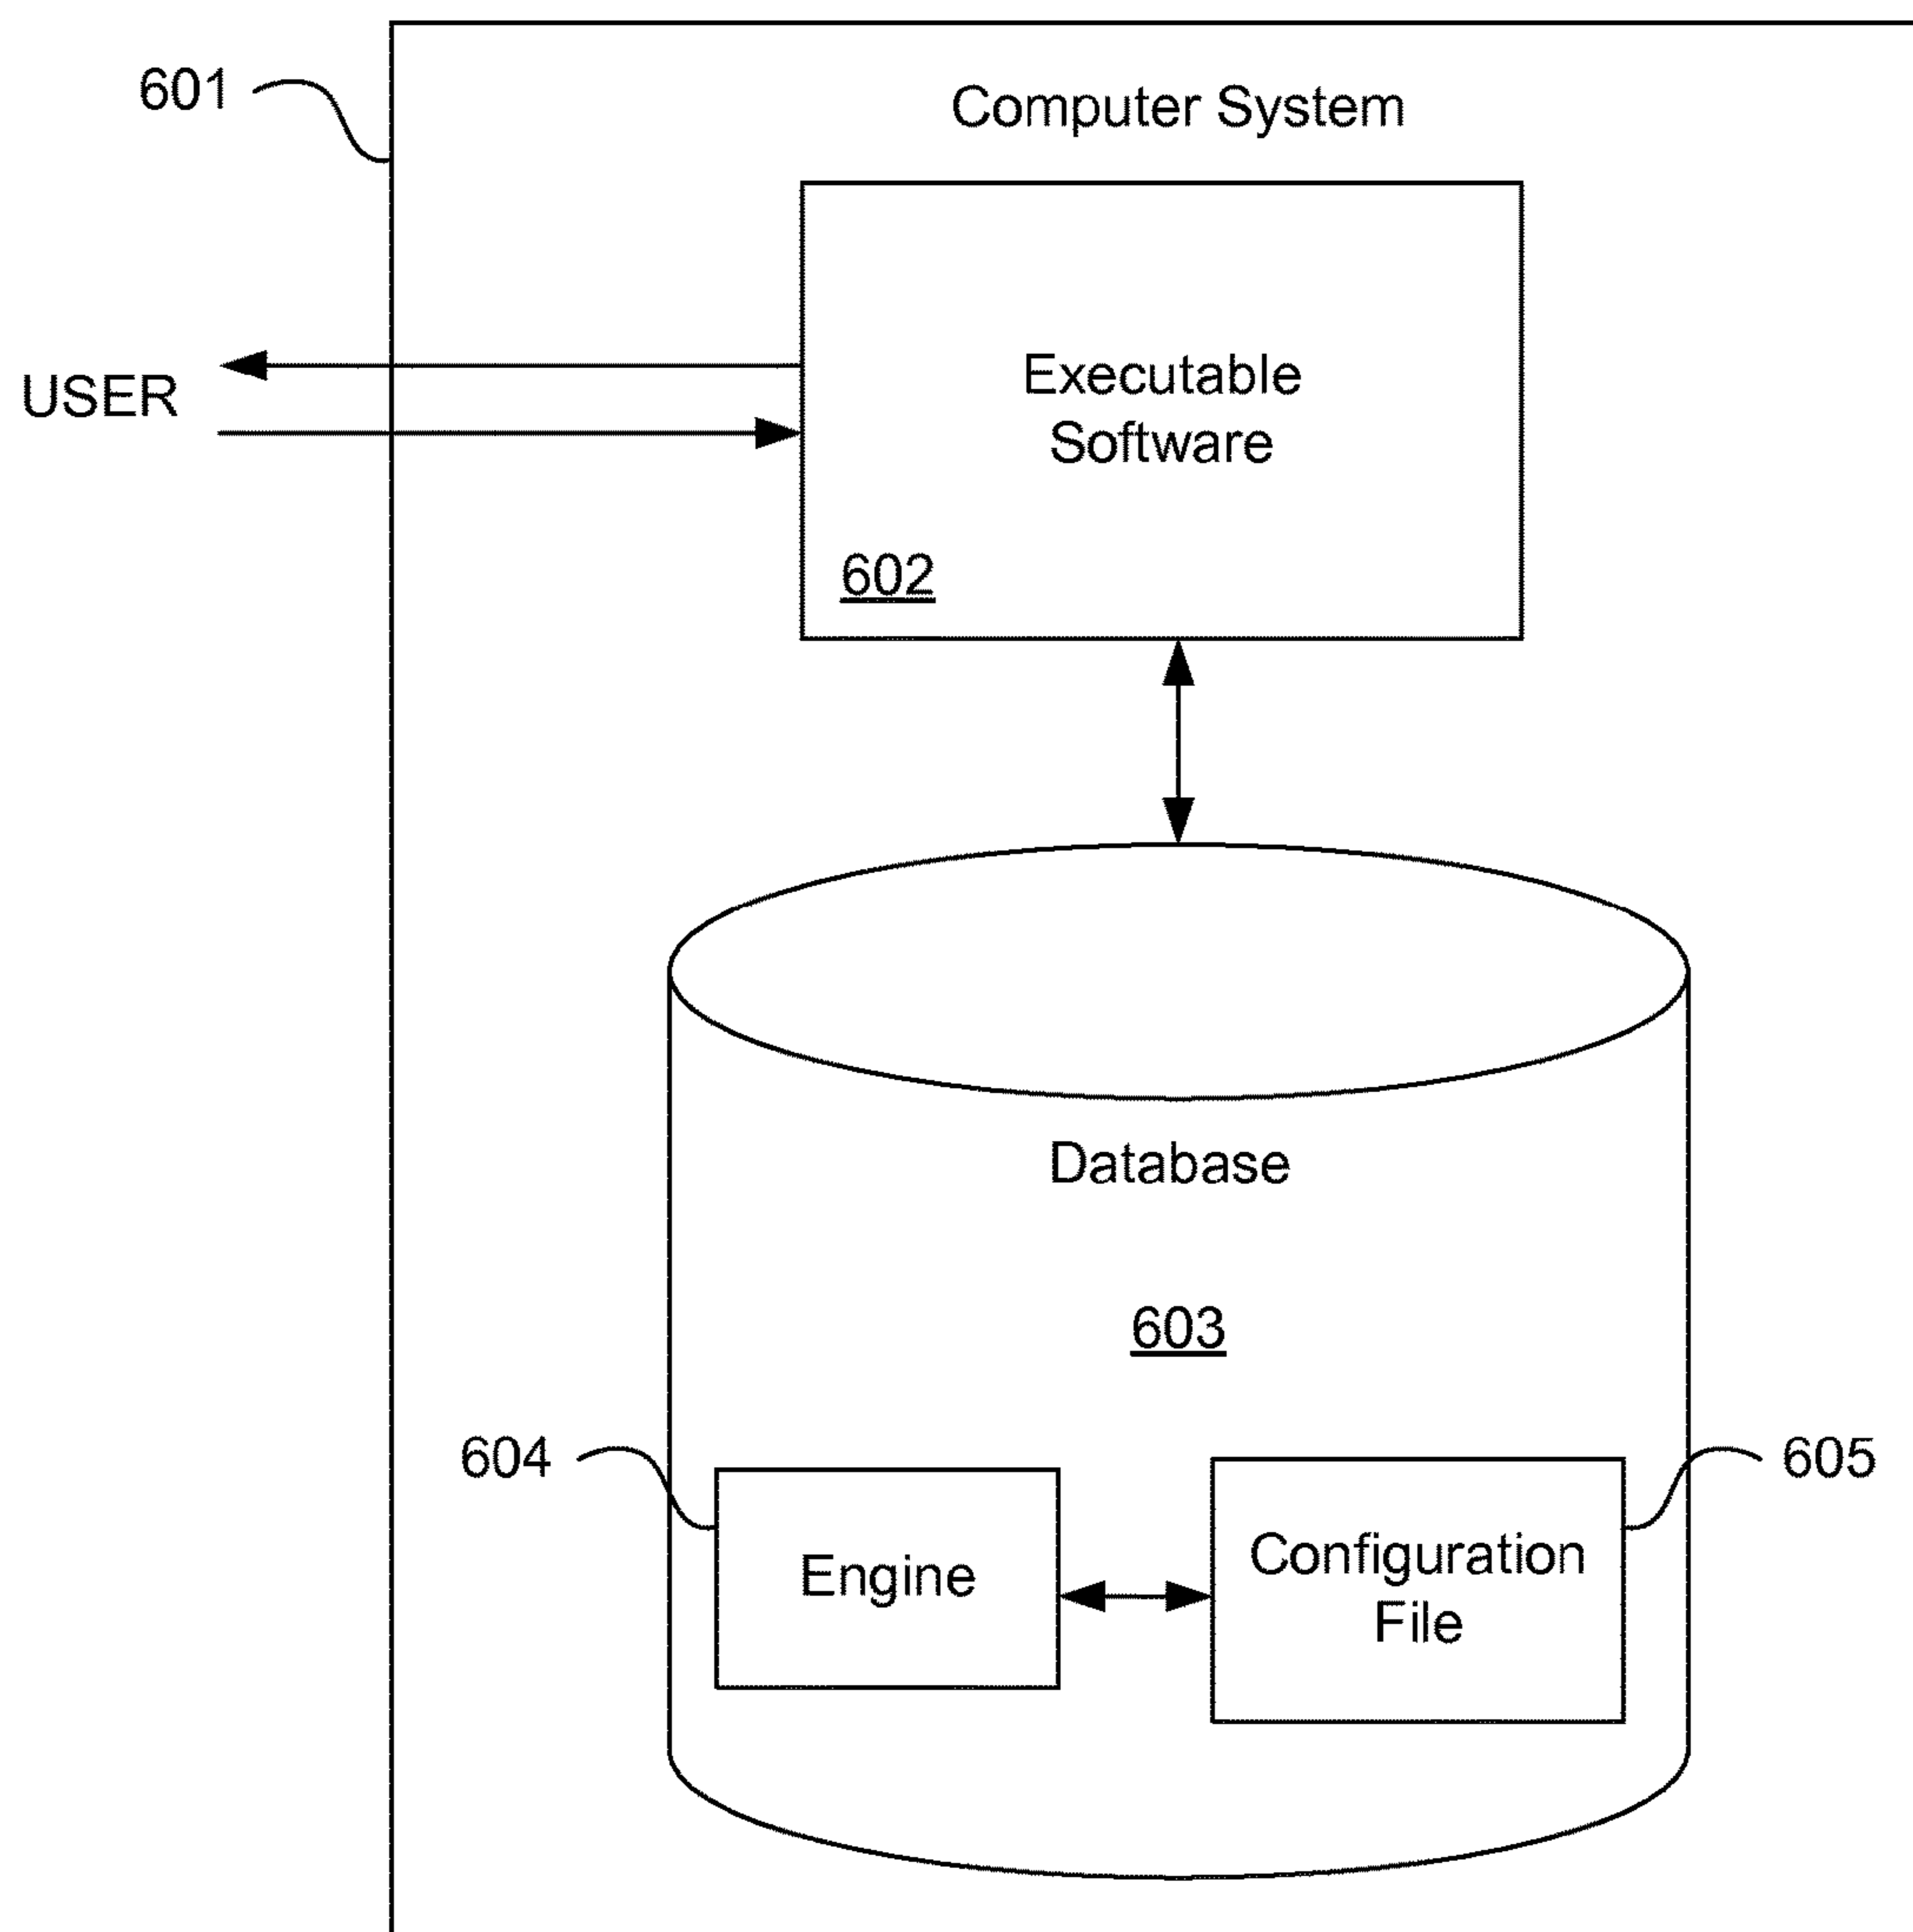 601
Computer System
USER
Executable
Software
602
Database
603
604
605
Engine
Configuration
File